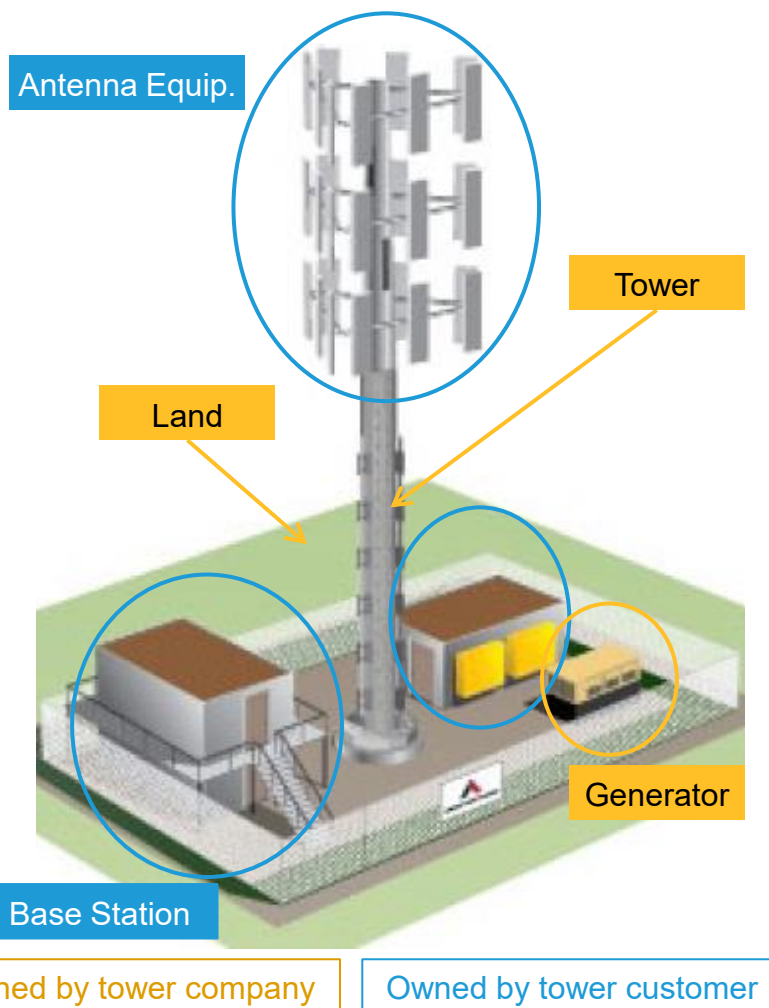 Antenna Equip.
Tower
Land
Generator
Base Station
ned by tower company
Owned by tower customer